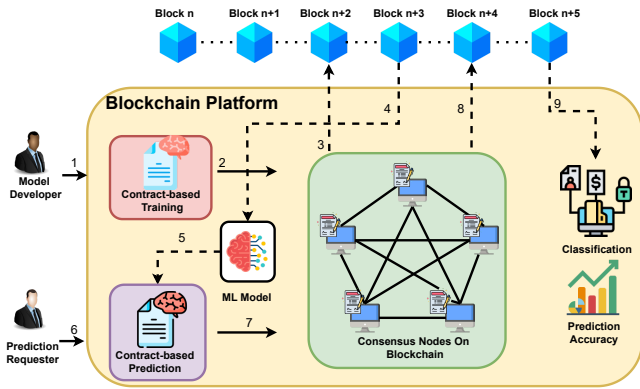 Block n
Block n+1
Block n+2
Block n+3
Block n+4
Block n+5
Blockchain Platform
4
8
9
3
1
2
Model
Developer
Contract-based
Training
5
ML Model
Classification
6
7
Prediction
Requester
Contract-based
Prediction
Consensus Nodes On
Blockchain
Prediction
Accuracy